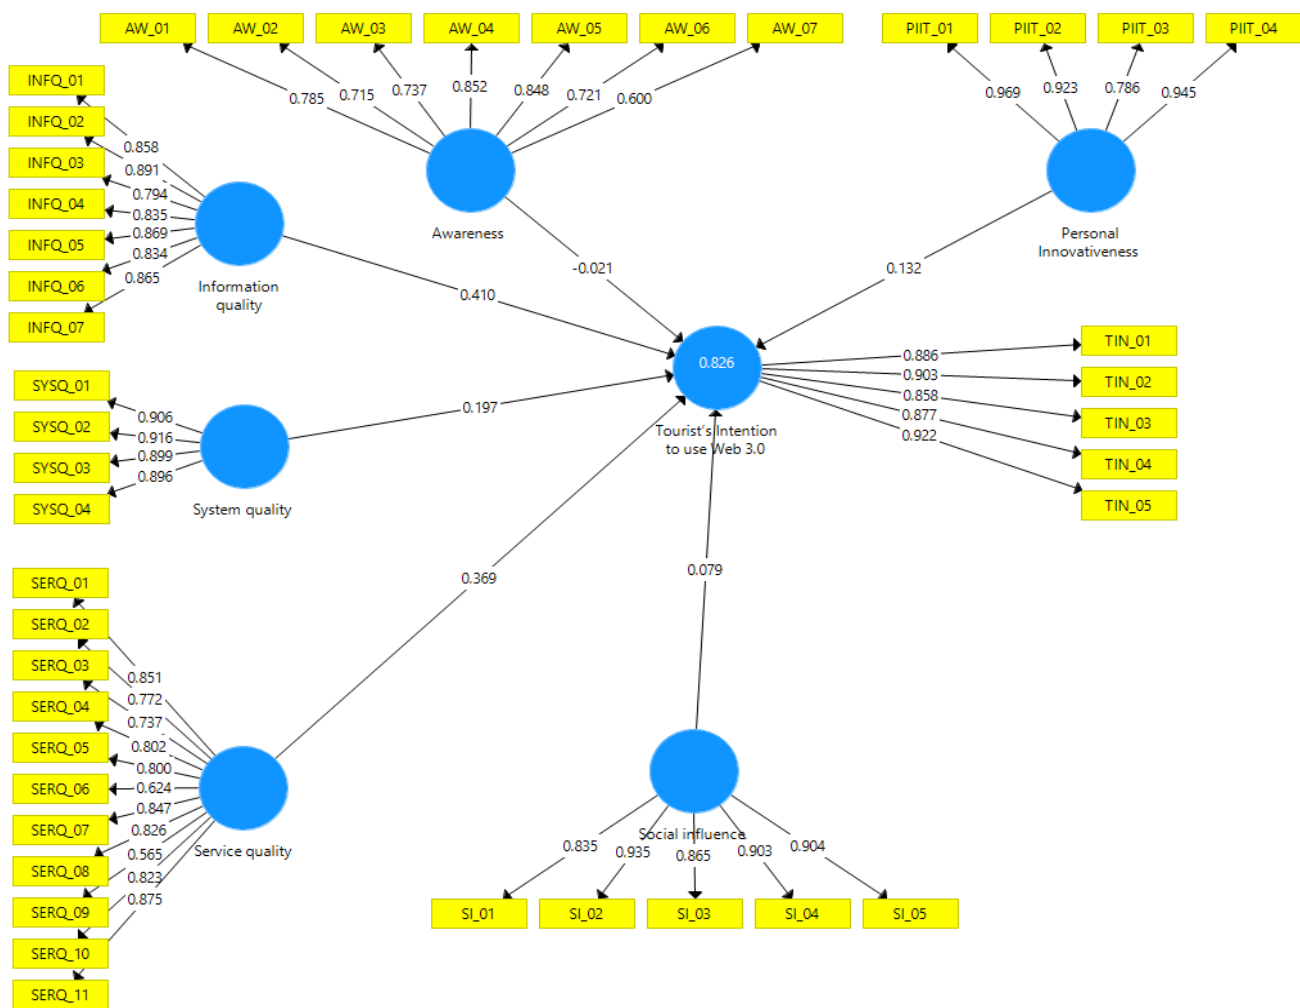 AW_01
AW_02
AW_03
AW_04
AW_05
AW_06
AW_07
0.785
0.715
0.737
0.852
0.848
0.721
0.600
Awareness
PIIT_01
PIIT_02
PIIT_03
PIIT_04
0.969
0.923
0.786
0.945
Personal
Innovativeness
INFQ_01
INFQ_02
INFQ_03
INFQ_04
INFQ_05
INFQ_06
INFQ_07
0.858
0.891
0.794
0.835
0.869
0.834
0.865
Information
quality
-0.021
0.132
0.410
SYSQ_01
SYSQ_02
SYSQ_03
SYSQ_04
0.906
0.916
0.899
0.896
System quality
0.197
0.826
Tourist's Intention
to use Web 3.0
0.886
0.903
0.858
0.877
0.922
TIN_01
TIN_02
TIN_03
TIN_04
TIN_05
SERQ_01
SERQ_02
SERQ_03
SERQ_04
SERQ_05
SERQ_06
SERQ_07
SERQ_08
SERQ_09
SERQ_10
SERQ_11
0.851
0.772
0.737
0.802
0.800
0.624
0.847
0.826
0.565
0.823
0.875
Service quality
0.369
0.079
Social influence
0.835
0.935
0.865
0.903
0.904
SI_01
SI_02
SI_03
SI_04
SI_05